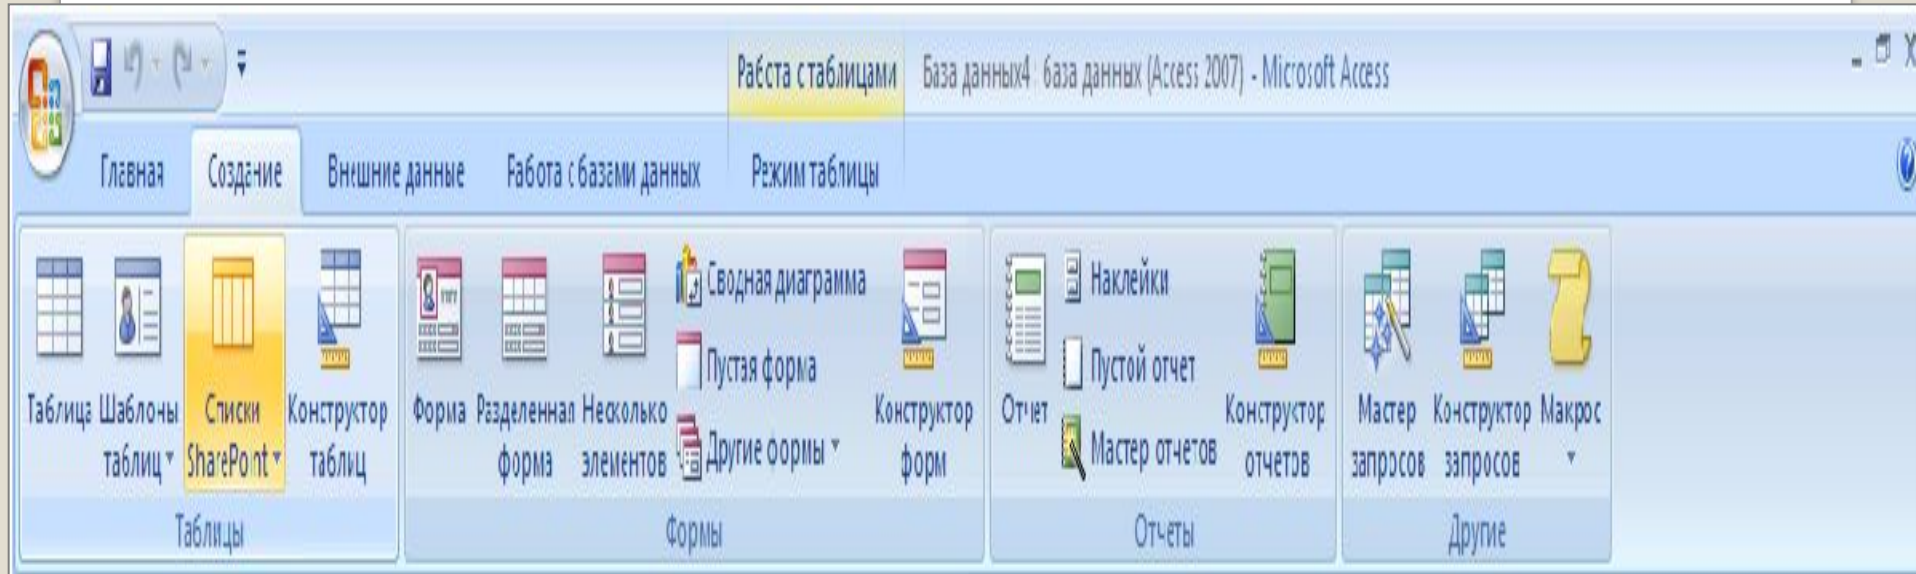 Работа с таблицами
База данных4 : база данных (Access 2007) - Microsoft Access
Главная
Создание
Внешние данные
Работа с базами данных
Режим таблицы
Таблица
Шаблоны
таблиц
Списки
SharePoint
Конструктор
таблиц
Таблицы
Форма
Разделенная
форма
Несколько
элементов
Сводная диаграмма
Пустая форма
Другие формы
Конструктор
форм
Формы
Отчет
Наклейки
Пустой отчет
Мастер отчетов
Конструктор
отчетов
Отчеты
Мастер
запросов
Конструктор
запросов
Макрос
Другие